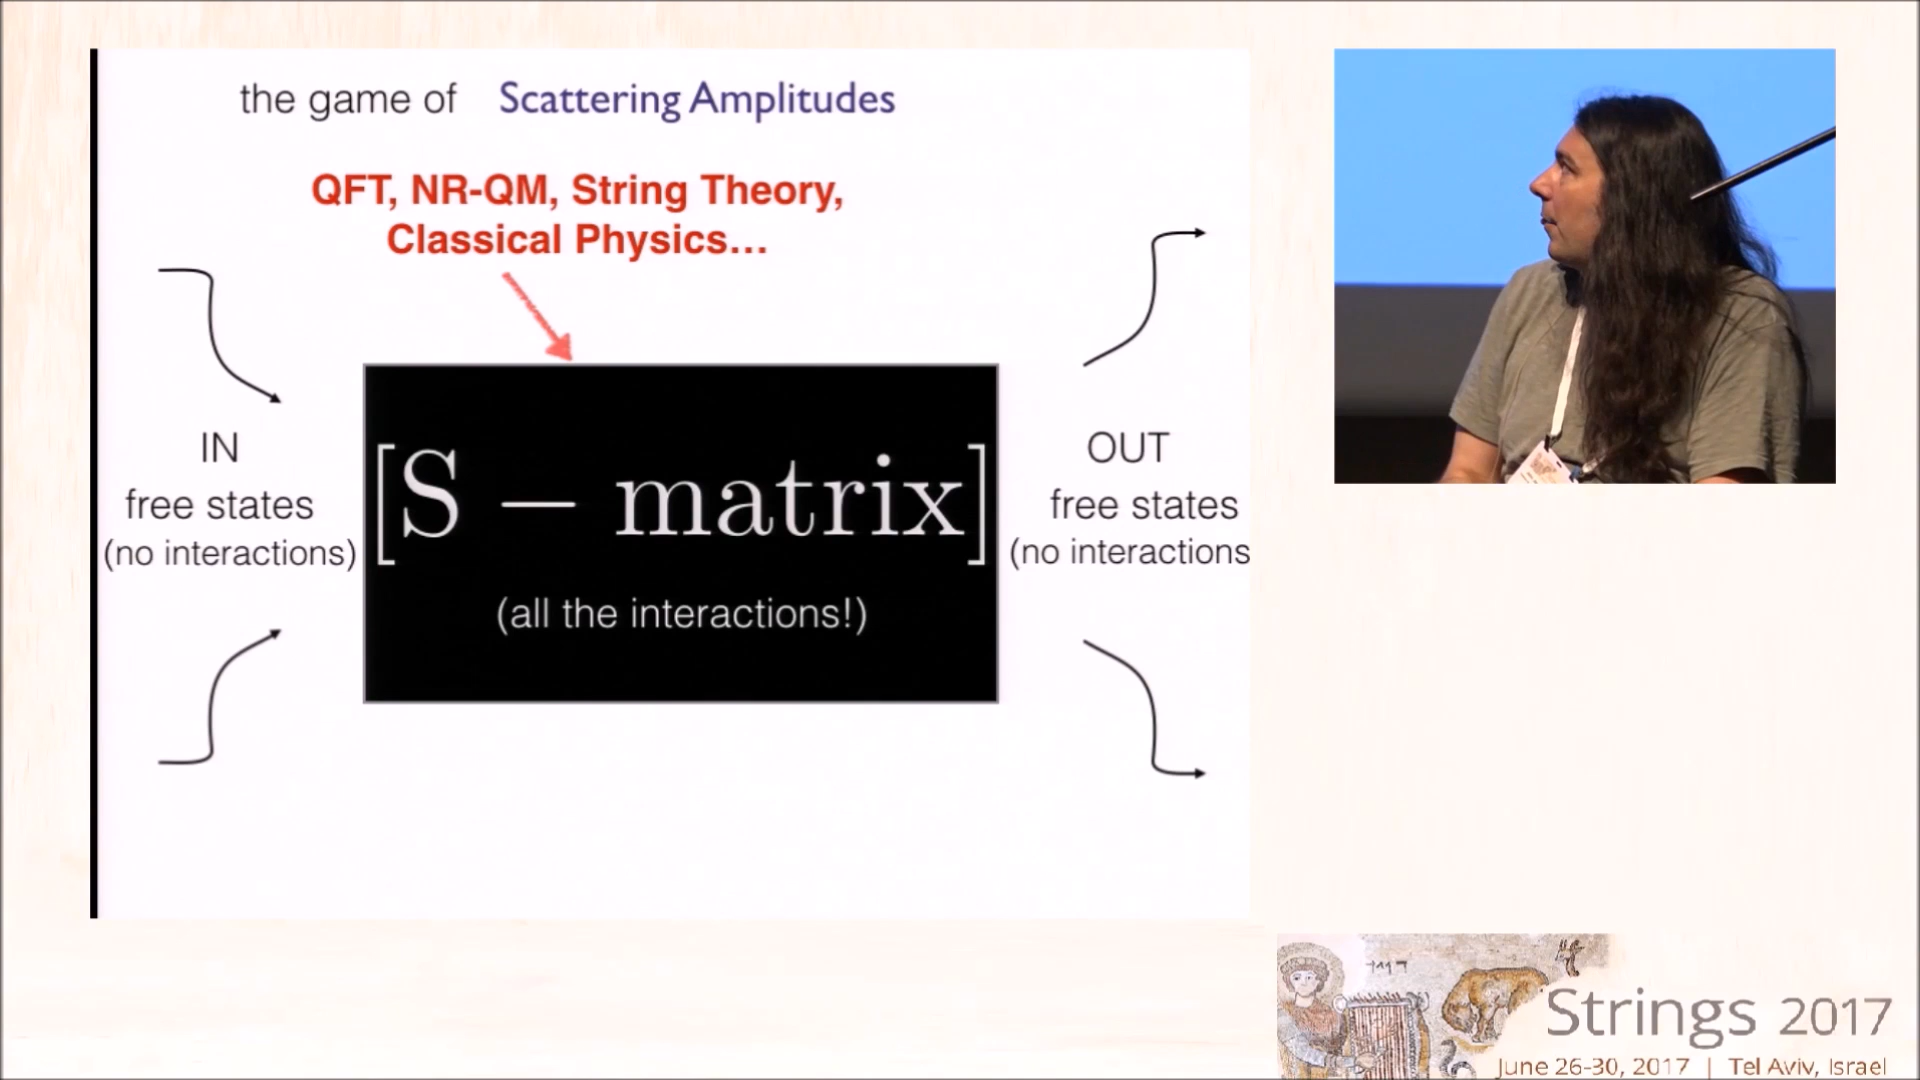 the game of Scattering Amplitudes
QFT, NR-QM, String Theory,
Classical Physics...
IN
free states
(no interactions)
[S – matrix]
(all the interactions!)
OUT
free states
(no interactions
Strings 2017
June 26-30, 2017 | Tel Aviv, Israel